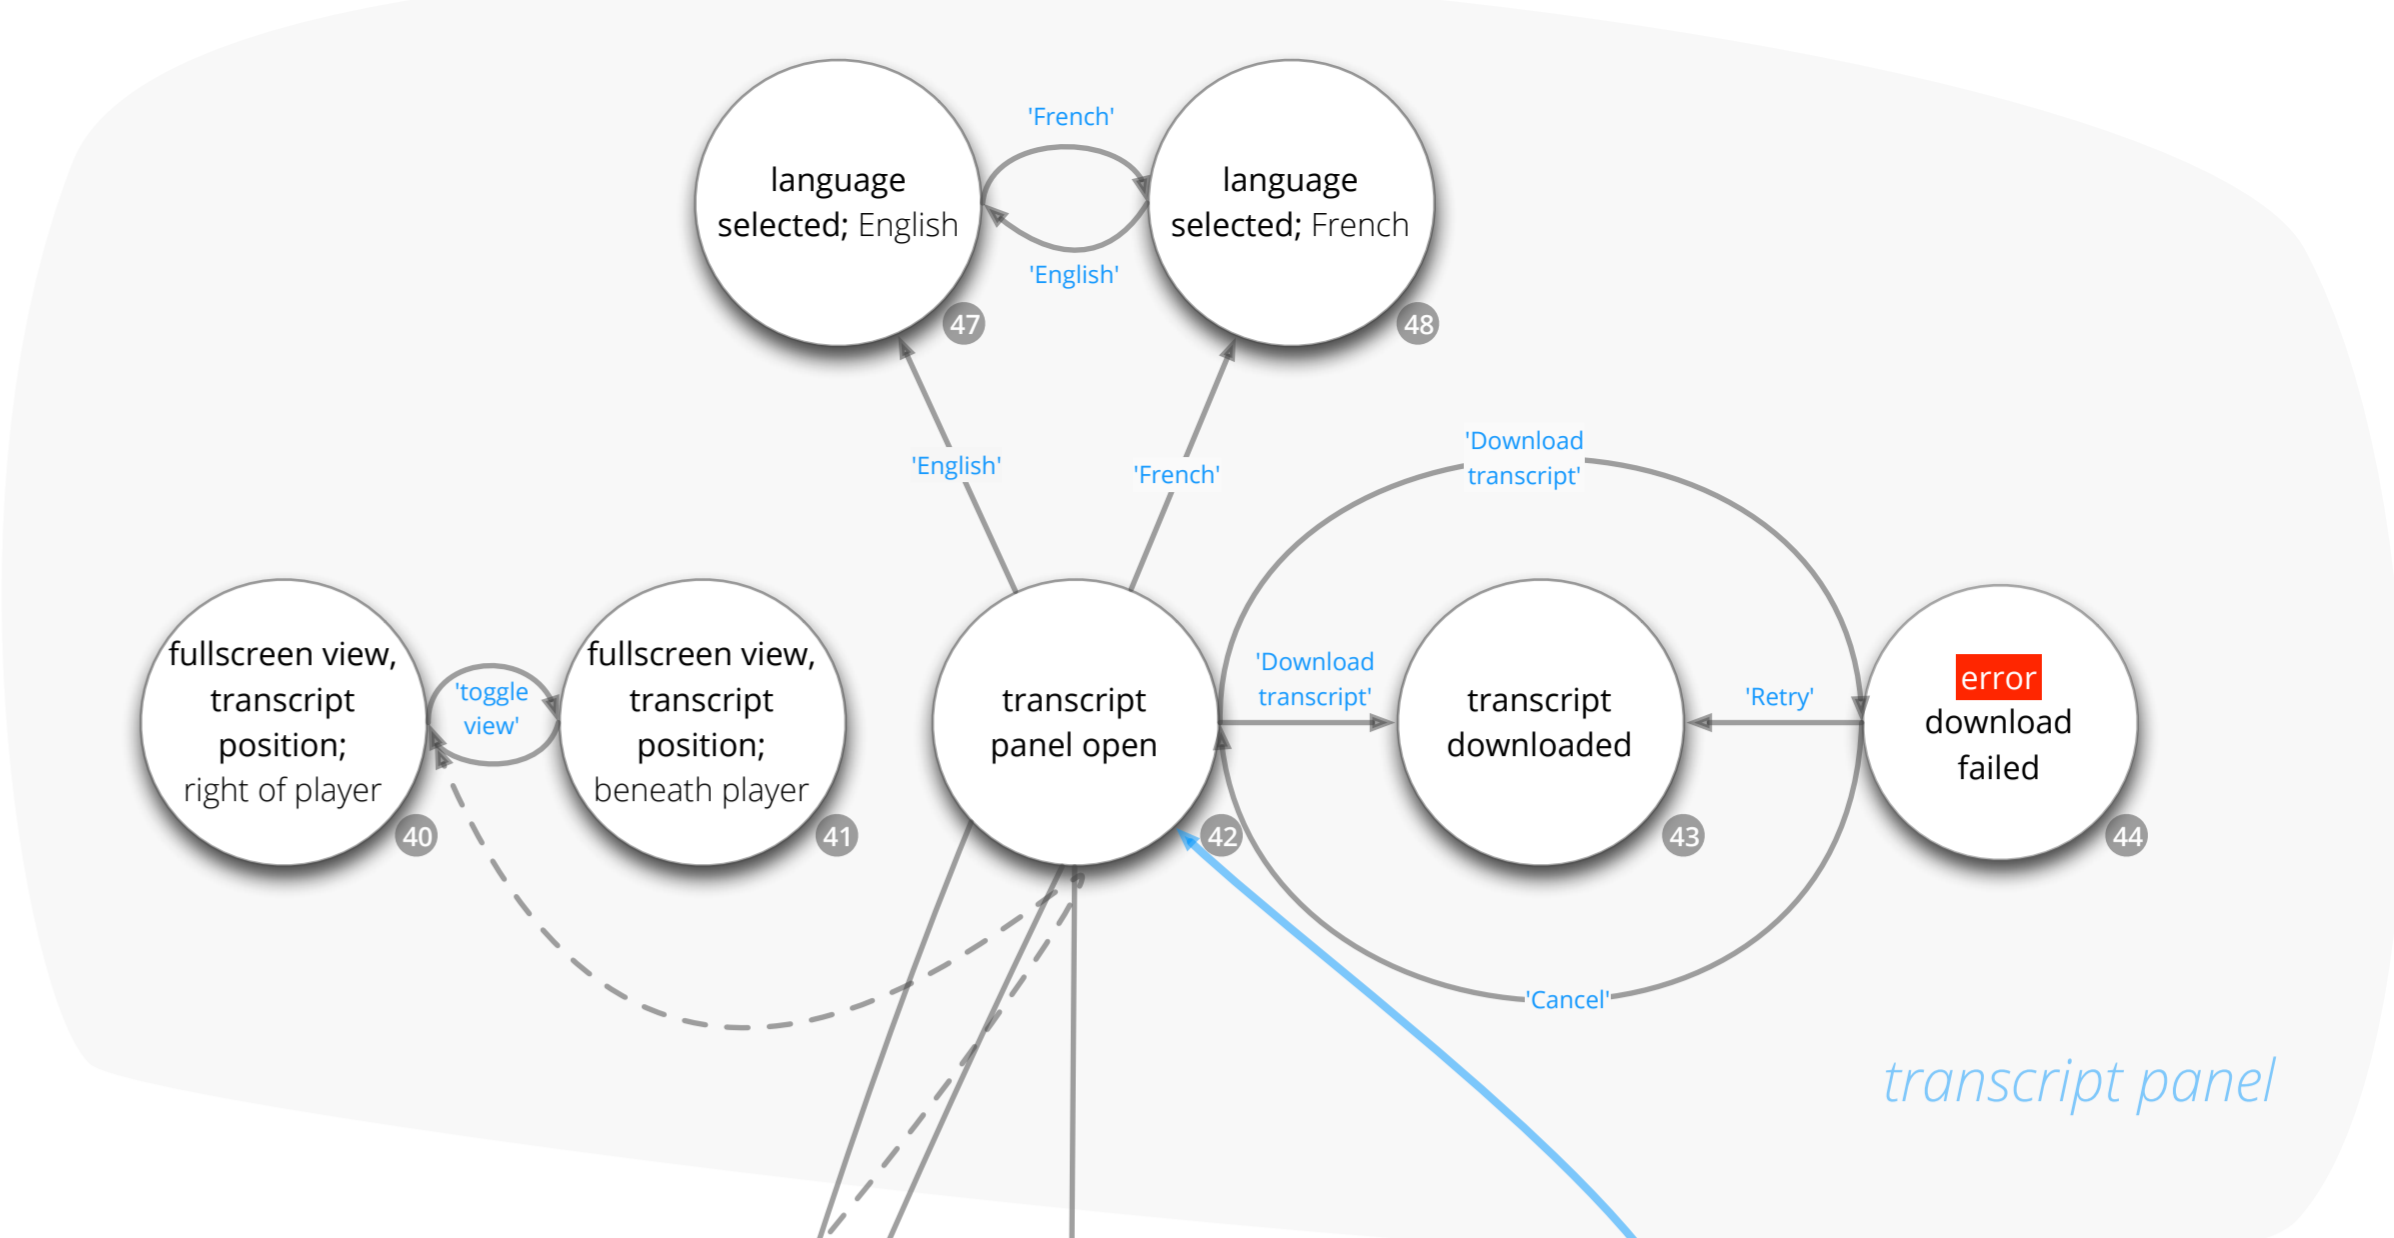 'French'
language
selected; English
language
selected; French
'English'
47
48
'English'
'French'
'Download
transcript'
fullscreen view,
transcript
position;
right of player
'toggle
view'
fullscreen view,
transcript
position;
beneath player
transcript
panel open
'Download
transcript'
transcript
downloaded
'Retry'
error
download
failed
40
41
42
43
44
'Cancel'
transcript panel